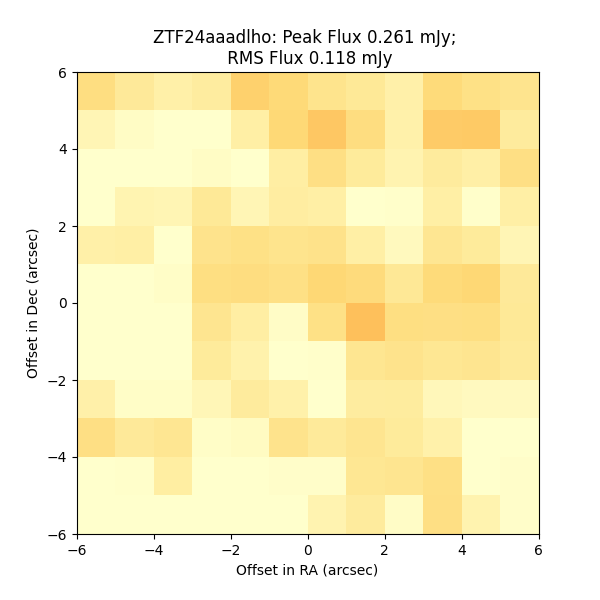 ZTF24aaadlho: Peak Flux 0.261 mJy;
RMS Flux 0.118 mJy
6
4
2
0
−2
−4
−6
Offset in Dec (arcsec)
−6 −4 −2 0 2 4 6
Offset in RA (arcsec)